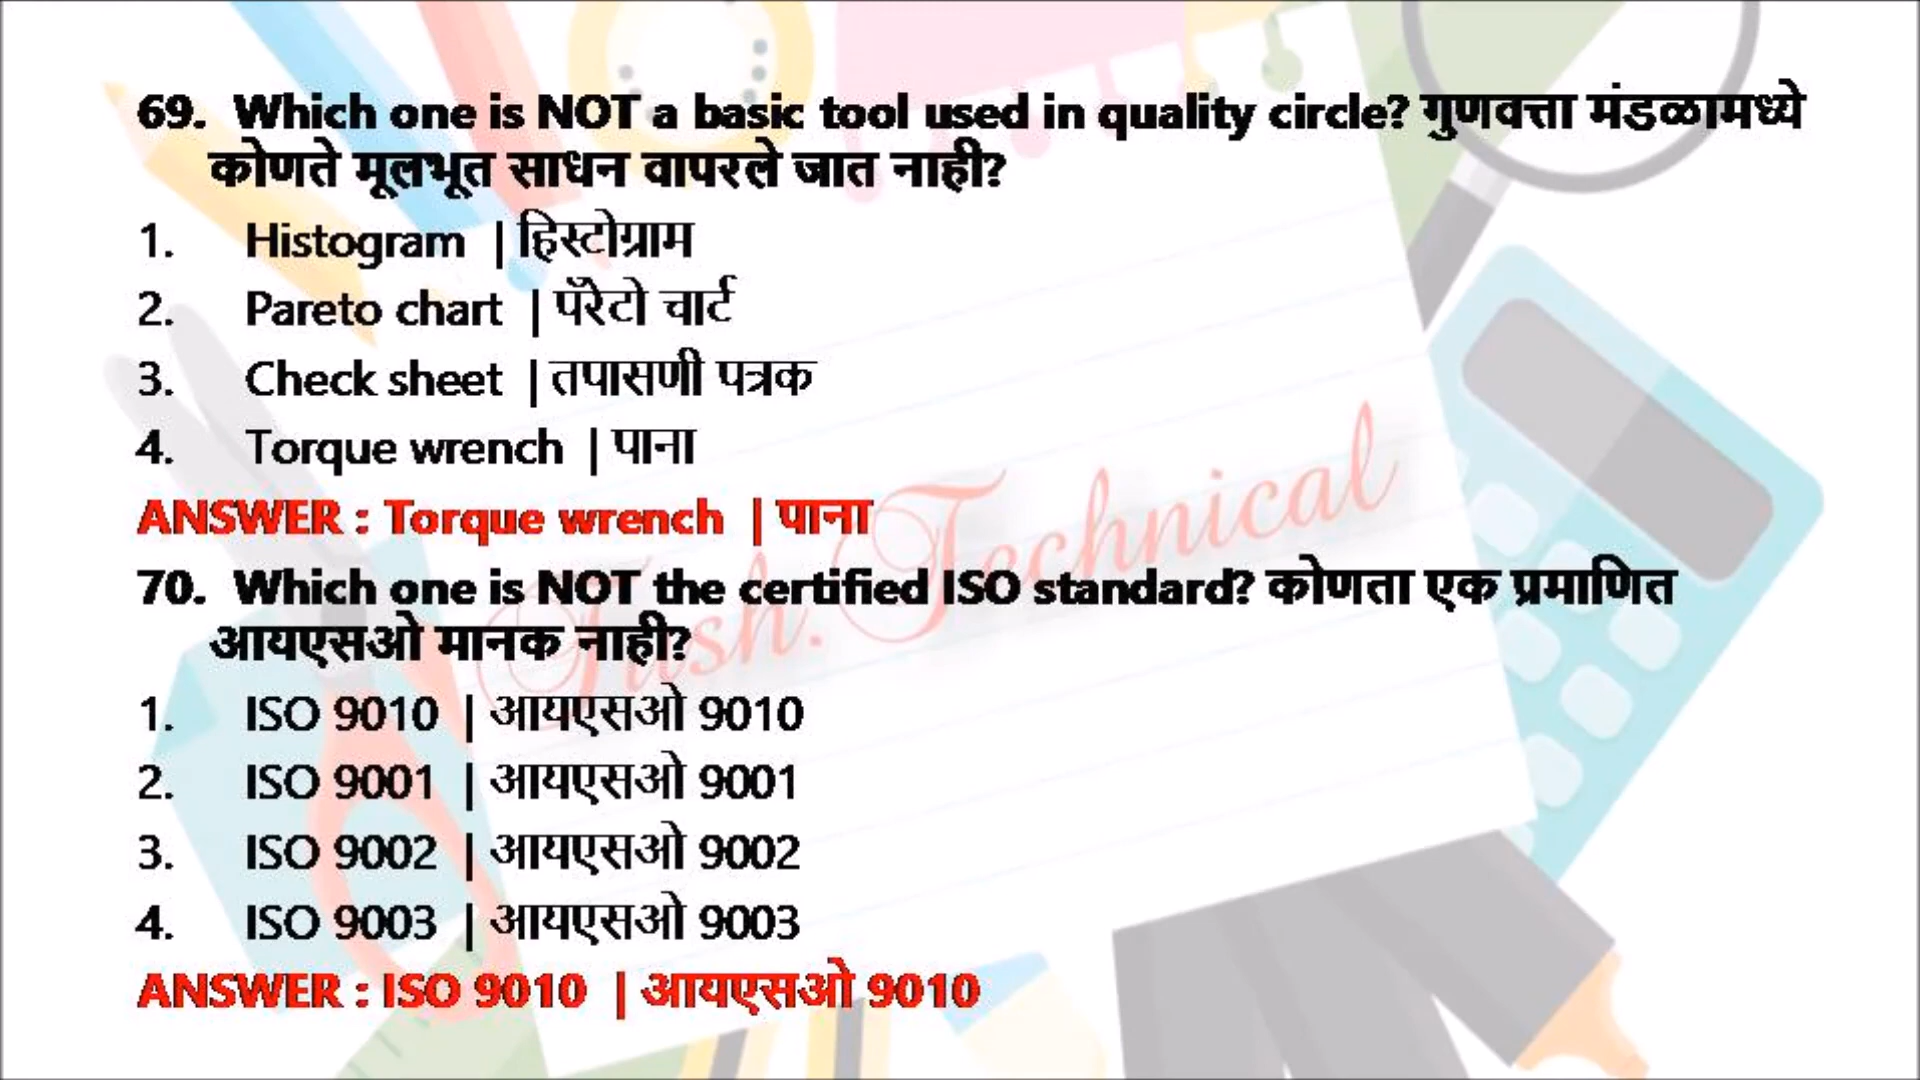 69. Which one is NOT a basic tool used in quality circle? गुणवत्ता मंडळामध्ये
कोणते मूलभूत साधन वापरले जात नाही?
1. Histogram | हिस्टोग्राम
2. Pareto chart | पॅरेटो चार्ट
3. Check sheet | तपासणी पत्रक
4. Torque wrench | पाना
ANSWER : Torque wrench | पाना
70. Which one is NOT the certified ISO standard? कोणता एक प्रमाणित
आयएसओ मानक नाही?
1. ISO 9010 | आयएसओ 9010
2. ISO 9001 | आयएसओ 9001
3. ISO 9002 | आयएसओ 9002
4. ISO 9003 | आयएसओ 9003
ANSWER : ISO 9010 | आयएसओ 9010